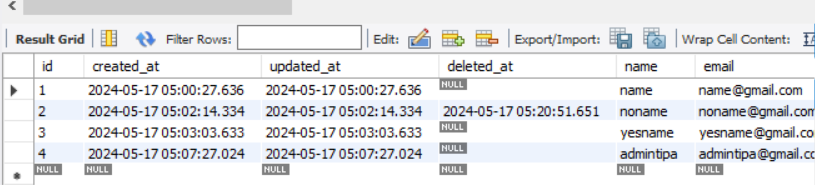 Result Grid Filter Rows: Edit: Export/Import: Wrap Cell Content:
id created_at updated_at deleted_at name email
1 2024-05-17 05:00:27.636 2024-05-17 05:00:27.636 NULL name name@gmail.com
2 2024-05-17 05:02:14.334 2024-05-17 05:02:14.334 2024-05-17 05:20:51.651 noname noname@gmail.com
3 2024-05-17 05:03:03.633 2024-05-17 05:03:03.633 NULL yesname yesname@gmail.co
4 2024-05-17 05:07:27.024 2024-05-17 05:07:27.024 NULL admintipa admintipa@gmail.co
NULL NULL NULL NULL NULL NULL